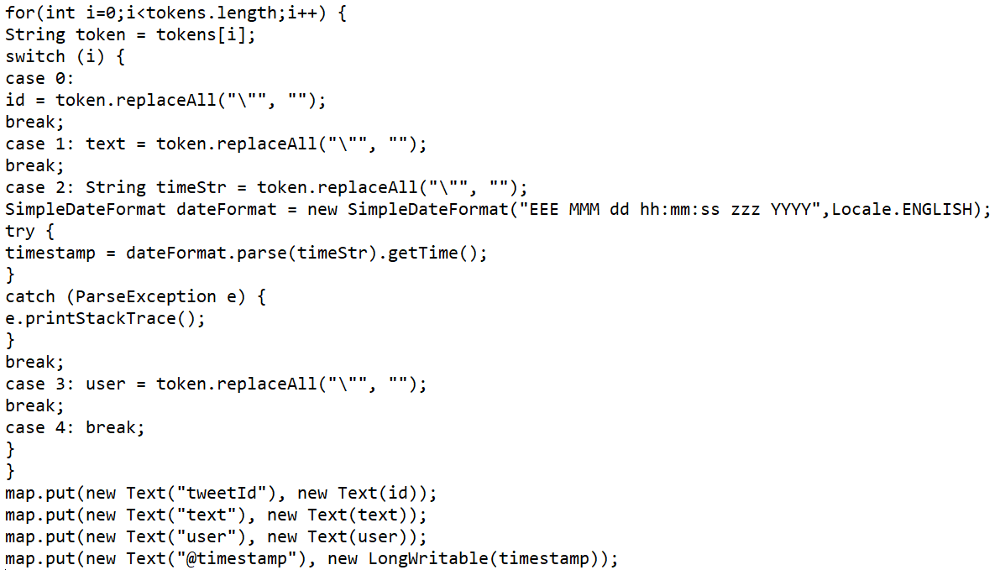 for(int i=0;i<tokens.length;i++) {
String token = tokens[i];
switch (i) {
case 0:
id = token.replaceAll("\"", "");
break;
case 1: text = token.replaceAll("\"", "");
break;
case 2: String timeStr = token.replaceAll("\"", "");
SimpleDateFormat dateFormat = new SimpleDateFormat("EEE MMM dd hh:mm:ss zzz YYYY",Locale.ENGLISH);
try {
timestamp = dateFormat.parse(timeStr).getTime();
}
catch (ParseException e) {
e.printStackTrace();
}
break;
case 3: user = token.replaceAll("\"", "");
break;
case 4: break;
}
}
map.put(new Text("tweetId"), new Text(id));
map.put(new Text("text"), new Text(text));
map.put(new Text("user"), new Text(user));
map.put(new Text("@timestamp"), new LongWritable(timestamp));